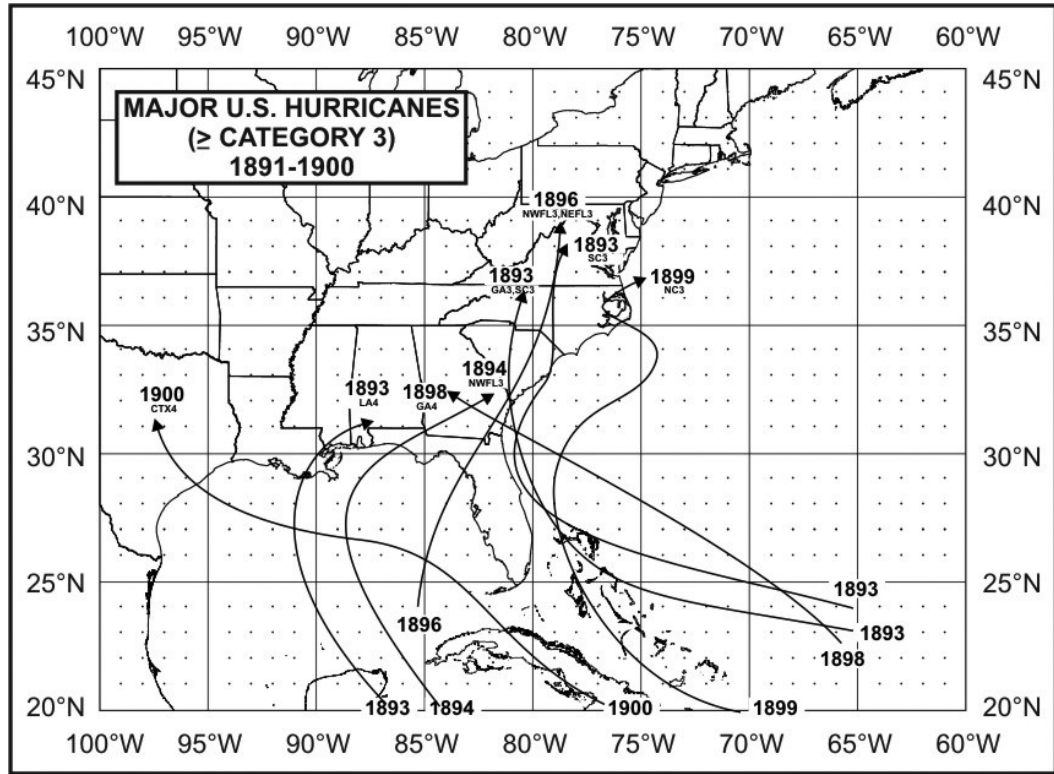 100°W 95°W 90°W 85°W 80°W 75°W 70°W 65°W 60°W
45°N 45°N
MAJOR U.S. HURRICANES
(≥ CATEGORY 3)
1891-1900
40°N 40°N
1896
NWFL3,NEFL3
1893
SC3
1893
GA3,SC3
1899
NC3
35°N 35°N
1894
NWFL3
1893
LA4
1898
GA4
1900
CTX4
30°N 30°N
25°N 25°N
1893
1896
1893
1898
20°N 20°N
1893 1894 1900 1899
100°W 95°W 90°W 85°W 80°W 75°W 70°W 65°W 60°W